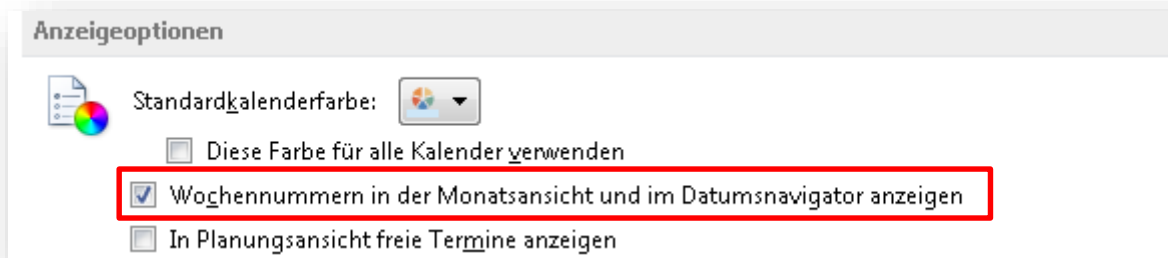 Anzeigeoptionen
Standardkalenderfarbe:
Diese Farbe für alle Kalender verwenden
Wochennummern in der Monatsansicht und im Datumsnavigator anzeigen
In Planungsansicht freie Termine anzeigen